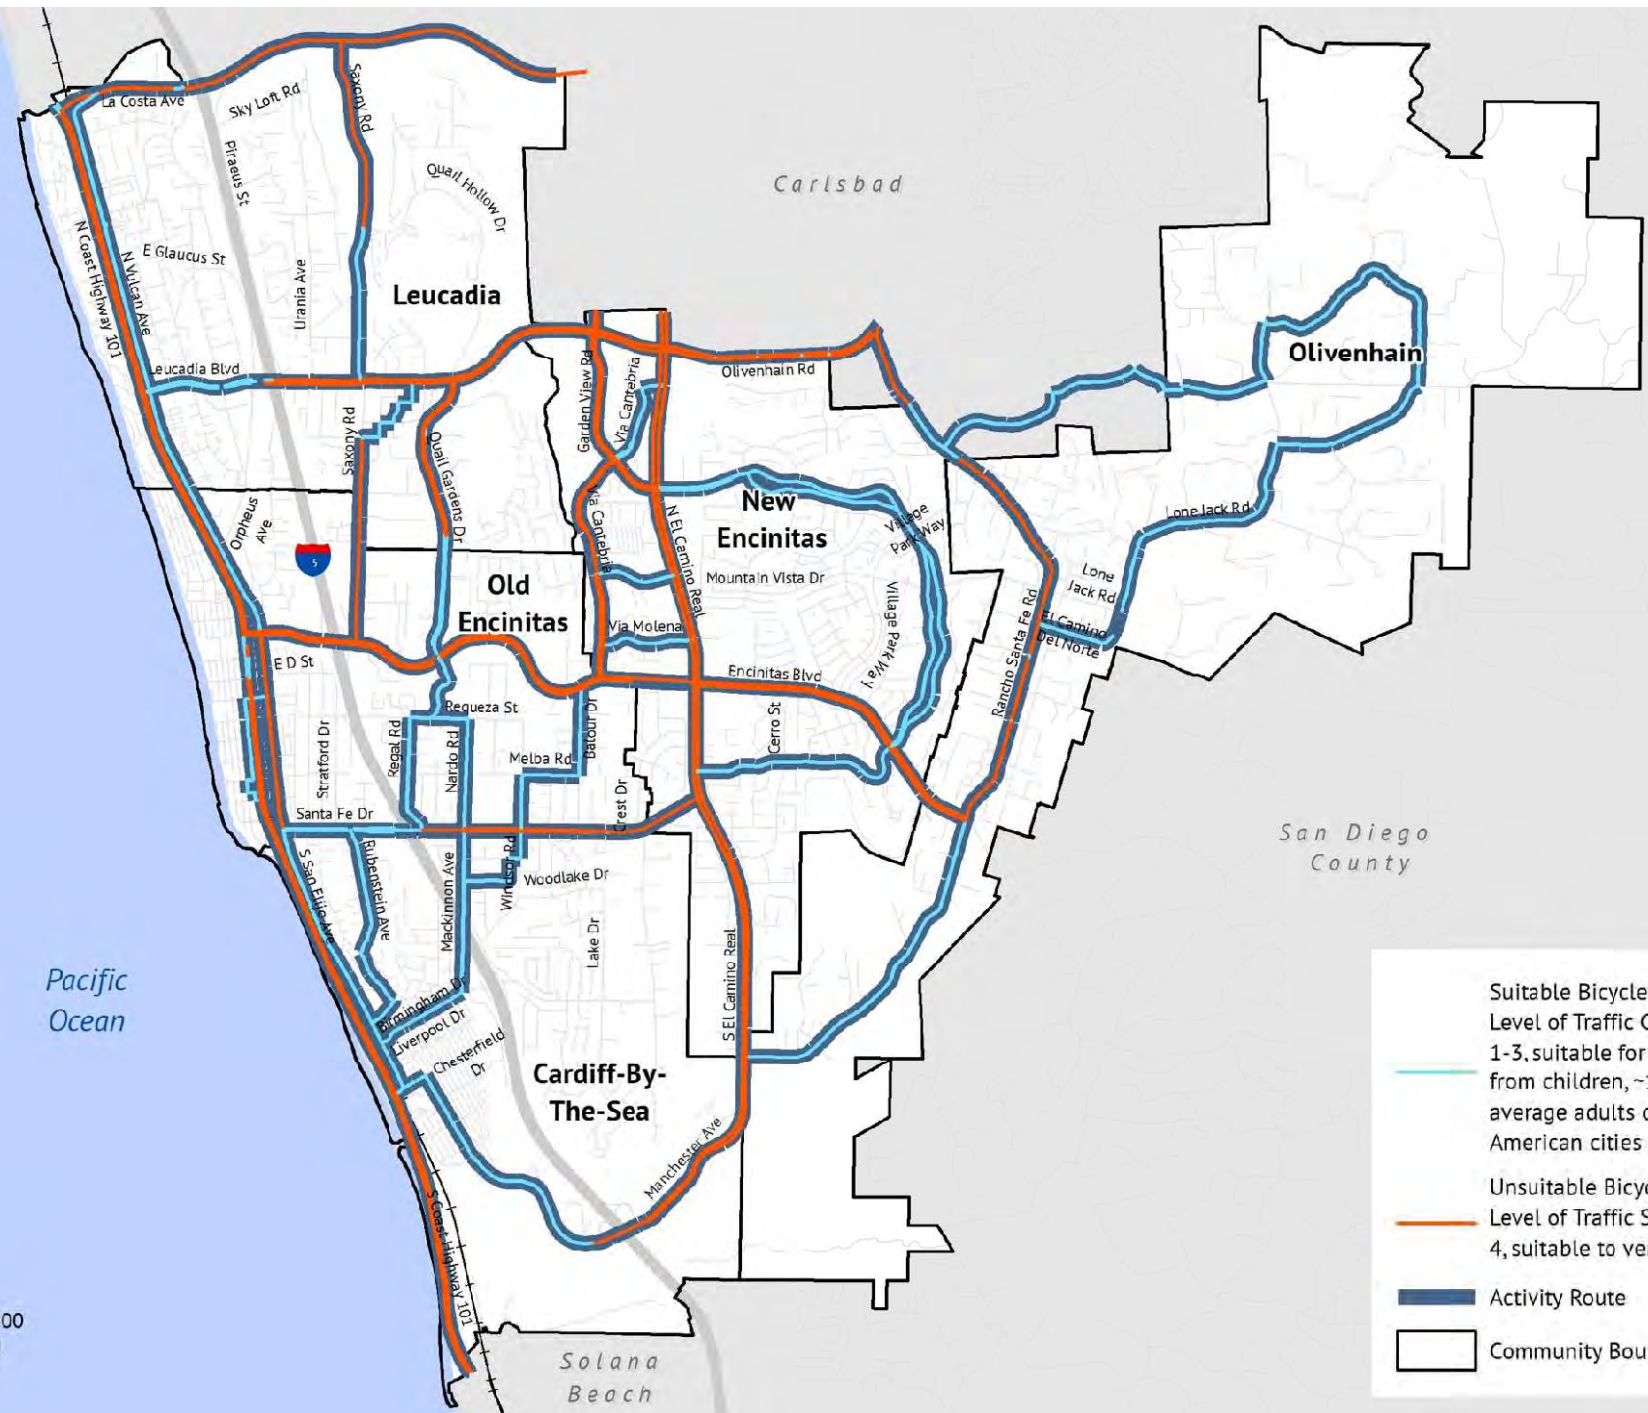 La Costa Ave
Sky Loft Rd
Saxony Rd
Piraeus St
Quail Hollow Dr
Carlsbad
N Coast Highway 101
N Vulcan Ave
E Glaucus St
Urania Ave
Leucadia
Leucadia Blvd
Garden View Rd
Via Cantebria
Olivenhain Rd
Olivenhain
Saxony Rd
Quail Gardens Dr
Orpheus
Ave
5
Via Cantebria
N El Camino Real
New
Encinitas
Village
Park Way
Lone Jack Rd
Mountain Vista Dr
Lone
Jack Rd
Old
Encinitas
Via Molena
Village Park Way
Rancho Santa Fe Rd
El Camino
Del Norte
E D St
Encinitas Blvd
Requeza St
Balour Dr
Cerro St
Stratford Dr
Regal Rd
Nardo Rd
Melba Rd
Crest Dr
Santa Fe Dr
San Diego
County
S San Elijo Ave
Rubenstein Ave
Mackinnon Ave
Windsor Rd
Woodlake Dr
Lake Dr
S El Camino Real
Pacific
Ocean
Birmingham Dr
Liverpool Dr
Chesterfield
Dr
Cardiff-By-
The-Sea
Manchester Ave
S Coast Highway 101
Solana
Beach
00
Suitable Bicycle
Level of Traffic
1-3, suitable for
from children,
average adults
American cities
Unsuitable Bicy
Level of Traffic S
4, suitable to ve
Activity Route
Community Bou